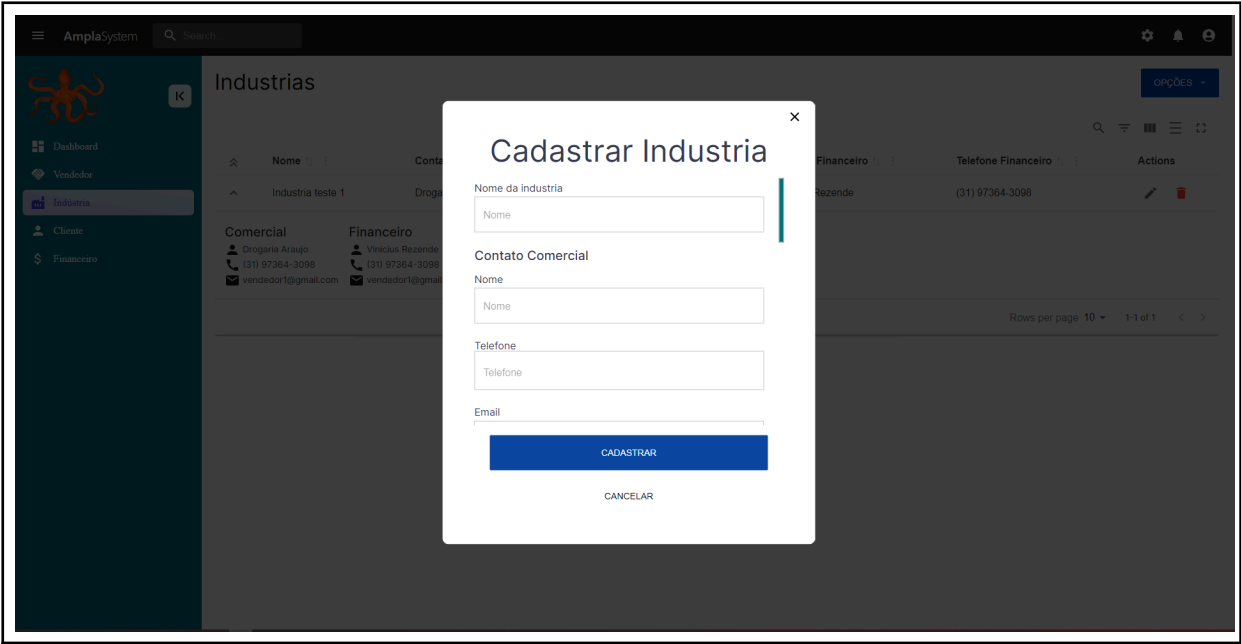 AmplaSystem
Search
Industrias
OPÇÕES
Dashboard
Vendedor
Indústria
Cliente
Financeiro
Nome
Conta
Financeiro
Telefone Financeiro
Actions
Industria teste 1
Droga
Rezende
(31) 97364-3098
Comercial
Financeiro
Drogaria Araujo
Vinicius Rezende
(31) 97364-3098
(31) 97364-3098
vendedor1@gmail.com
vendedor1@gmail
Rows per page 10
1-1 of 1
Cadastrar Industria
Nome da industria
Nome
Contato Comercial
Nome
Nome
Telefone
Telefone
Email
CADASTRAR
CANCELAR